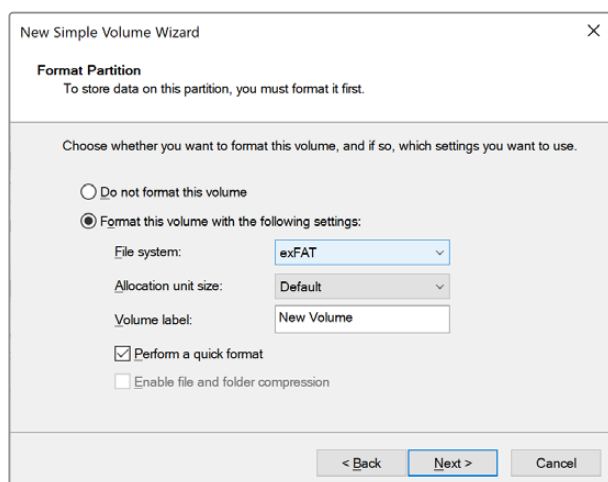 New Simple Volume Wizard
Format Partition
To store data on this partition, you must format it first.
Choose whether you want to format this volume, and if so, which settings you want to use.
Do not format this volume
Format this volume with the following settings:
File system: exFAT
Allocation unit size: Default
Volume label: New Volume
Perform a quick format
Enable file and folder compression
< Back Next > Cancel